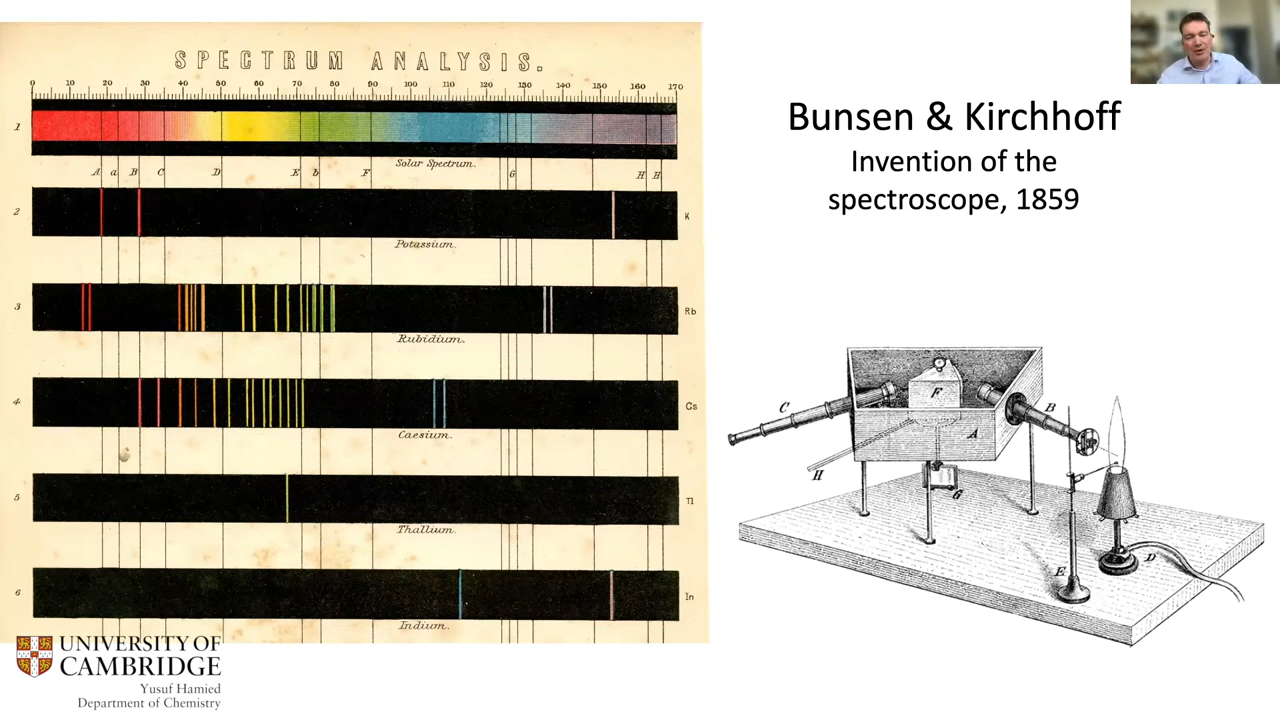 SPECTRUM ANALYSIS.
0 10 20 30 40 50 60 70 80 90 100 110 120 130 140 150 160 170
1
Solar Spectrum.
A a B C D E b F G H H
2 K
Potassium.
3 Rb
Rubidium.
4 Cs
Caesium.
5 Tl
Thallium.
6 In
Indium.
Bunsen & Kirchhoff
Invention of the
spectroscope, 1859
C F B A H G E D
UNIVERSITY OF
CAMBRIDGE
Yusuf Hamied
Department of Chemistry